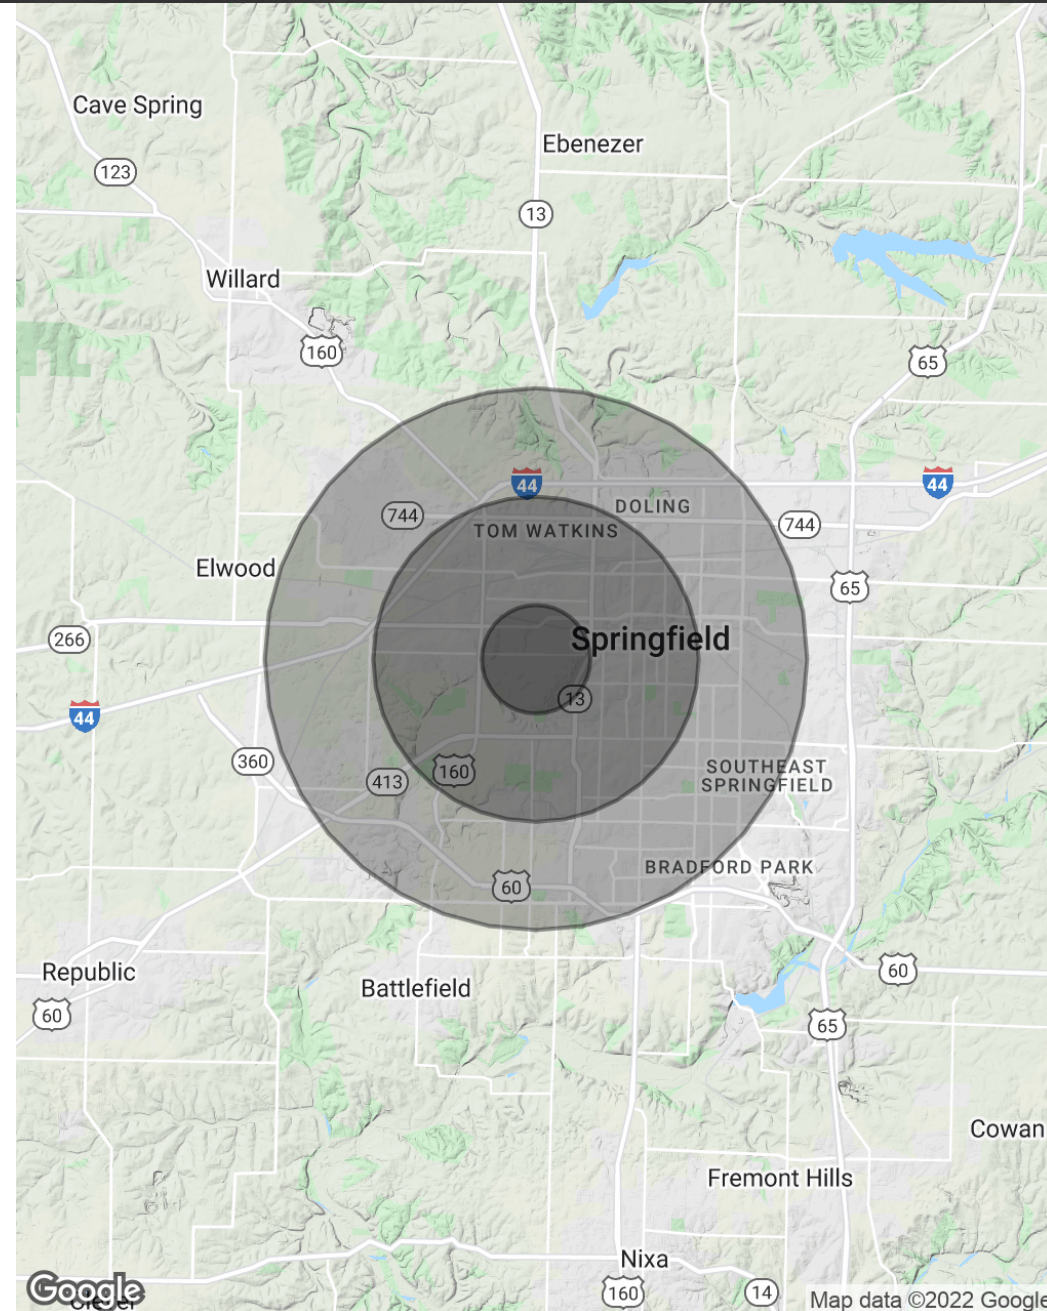 Cave Spring
Ebenezer
123
13
Willard
160
65
44
44
DOLING
744
TOM WATKINS
744
Elwood
65
266
Springfield
13
44
360
160
SOUTHEAST
SPRINGFIELD
413
BRADFORD PARK
60
Republic
60
Battlefield
60
65
Cowan
Fremont Hills
Nixa
Google
160
14
Map data ©2022 Google